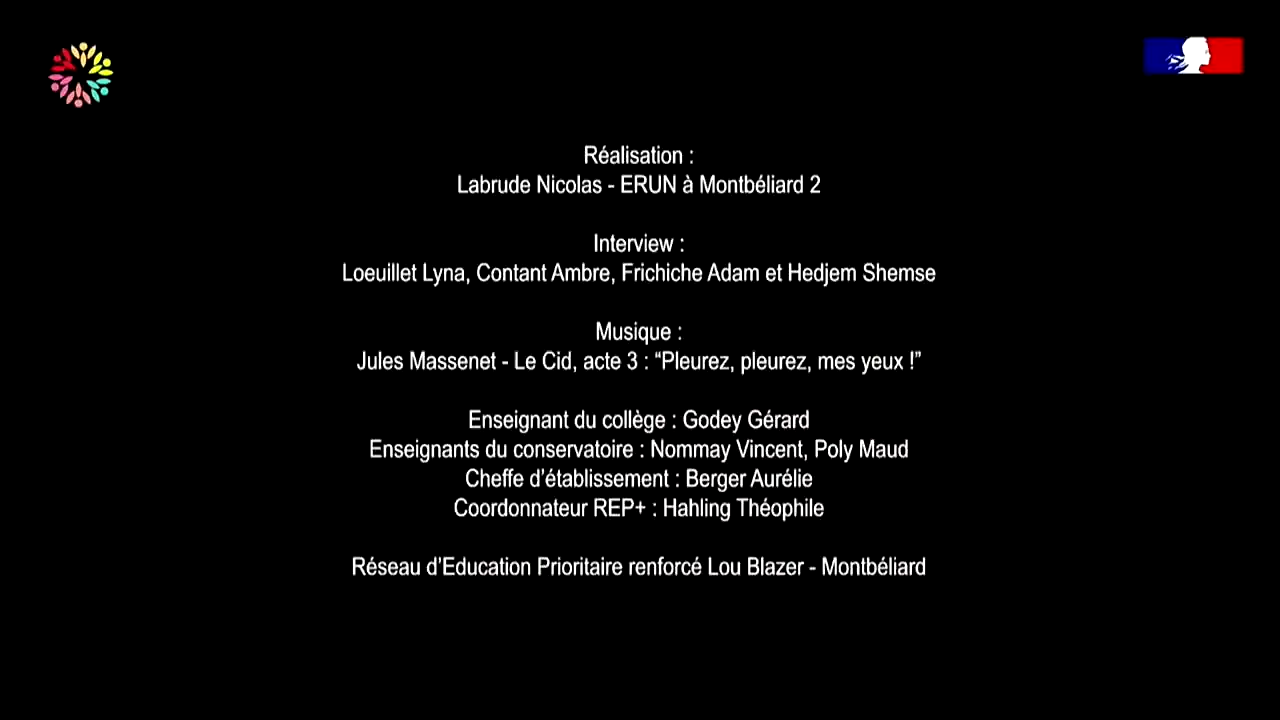 Réalisation :
Labrude Nicolas - ERUN à Montbéliard 2
Interview :
Loeuillet Lyna, Contant Ambre, Frichiche Adam et Hedjem Shemse
Musique :
Jules Massenet - Le Cid, acte 3 : “Pleurez, pleurez, mes yeux !”
Enseignant du collège : Godey Gérard
Enseignants du conservatoire : Nommay Vincent, Poly Maud
Cheffe d’établissement : Berger Aurélie
Coordonnateur REP+ : Hahling Théophile
Réseau d’Education Prioritaire renforcé Lou Blazer - Montbéliard